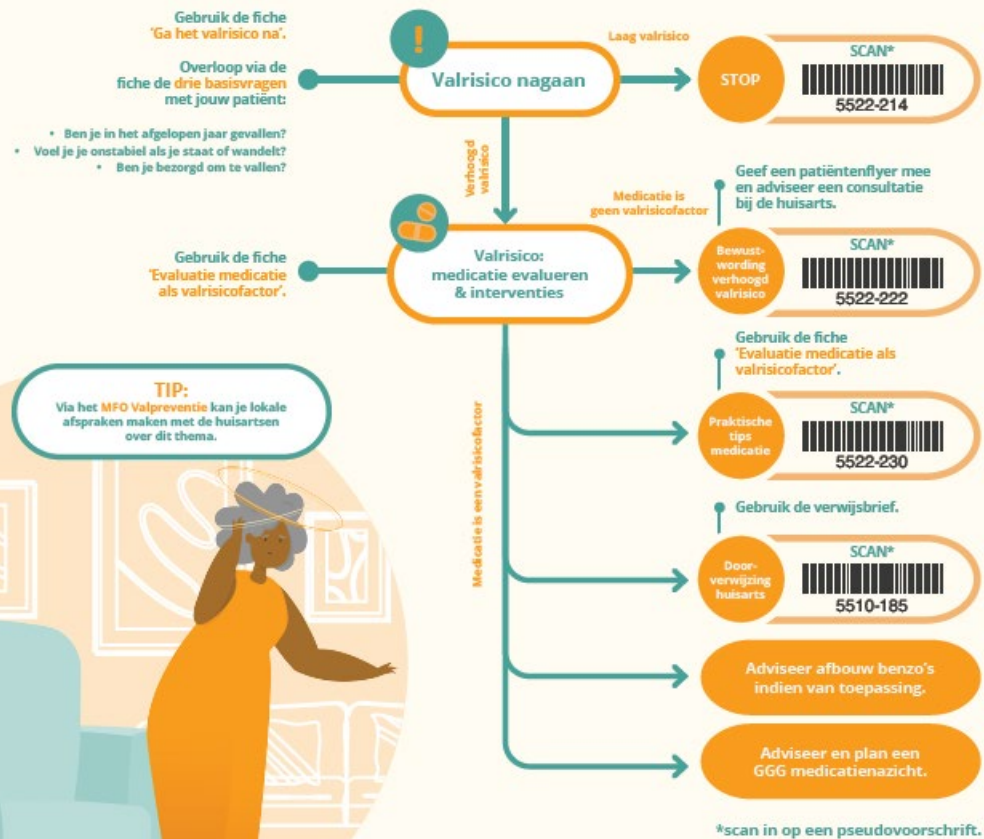 Gebruik de fiche
'Ga het valrisico na'.
Overloop via de
fiche de drie basisvragen
met jouw patiënt:
• Ben je in het afgelopen jaar gevallen?
• Voel je je onstabiel als je staat of wandelt?
• Ben je bezorgd om te vallen?
!
Valrisico nagaan
Laag valrisico
STOP
SCAN*
5522-214
Verhoogd
valrisico
Gebruik de fiche
'Evaluatie medicatie
als valrisicofactor'.
Valrisico:
medicatie evalueren
& interventies
Medicatie is
geen valrisicofactor
Geef een patiëntenflyer mee
en adviseer een consultatie
bij de huisarts.
Bewust-
wording
verhoogd
valrisico
SCAN*
5522-222
Medicatie is een valrisicofactor
Gebruik de fiche
'Evaluatie medicatie als
valrisicofactor'.
Praktische
tips
medicatie
SCAN*
5522-230
Gebruik de verwijsbrief.
Door-
verwijzing
huisarts
SCAN*
5510-185
Adviseer afbouw benzo's
indien van toepassing.
Adviseer en plan een
GGG medicatienazicht.
TIP:
Via het MFO Valpreventie kan je lokale
afspraken maken met de huisartsen
over dit thema.
*scan in op een pseudovoorschrift.